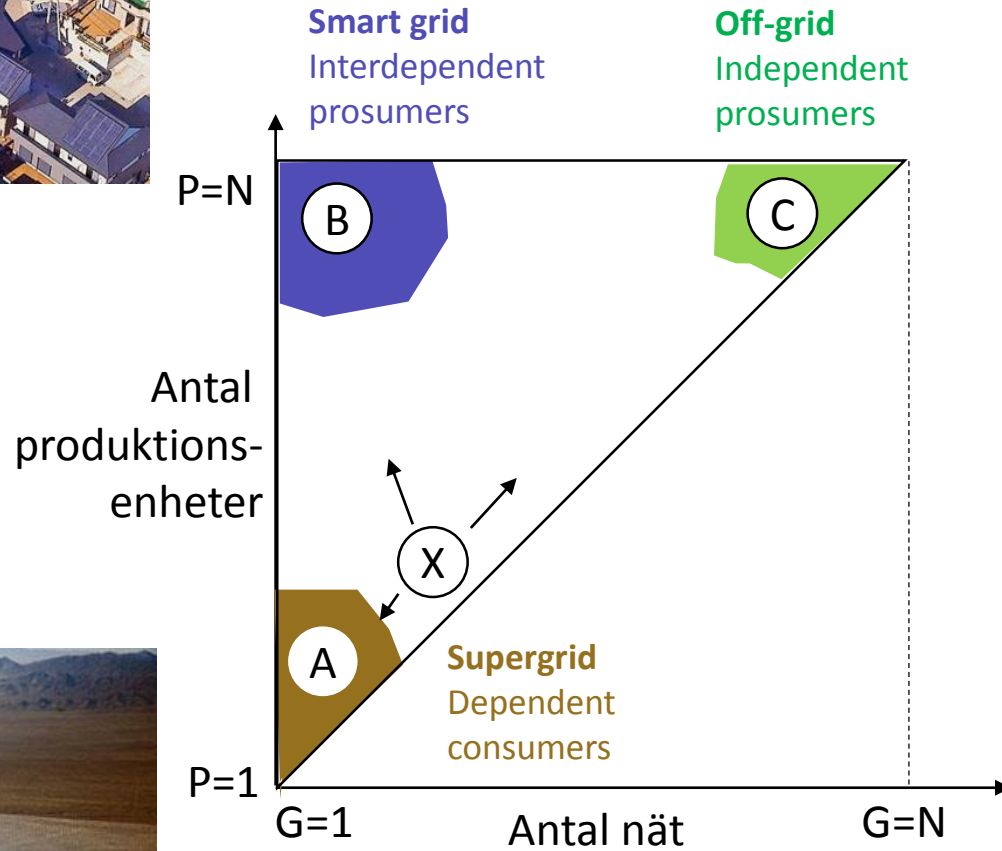 Smart grid
Interdependent
prosumers
Off-grid
Independent
prosumers
P=N
B
C
Antal
produktions-
enheter
X
A
Supergrid
Dependent
consumers
P=1
G=1
Antal nät
G=N